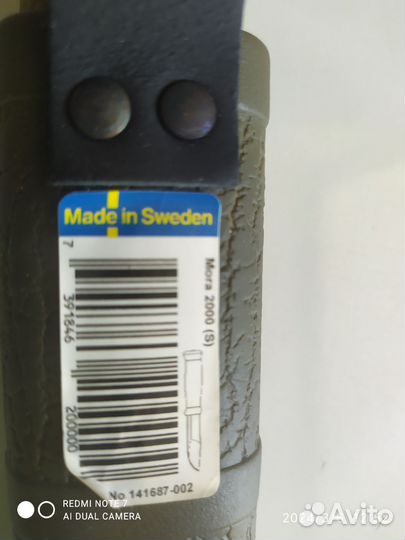 Made in Sweden
Mora 2000 (S)
7 391846 200000
No 141687-002
REDMI NOTE 7
AI DUAL CAMERA
Avito